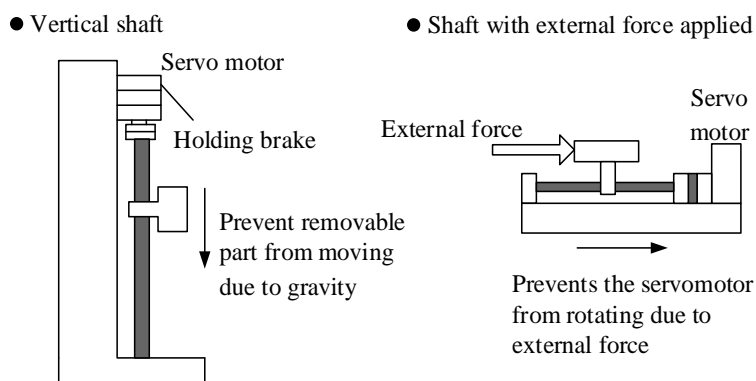 ● Vertical shaft
Servo motor
Holding brake
Prevent removable
part from moving
due to gravity
● Shaft with external force applied
Servo
motor
External force
Prevents the servomotor
from rotating due to
external force